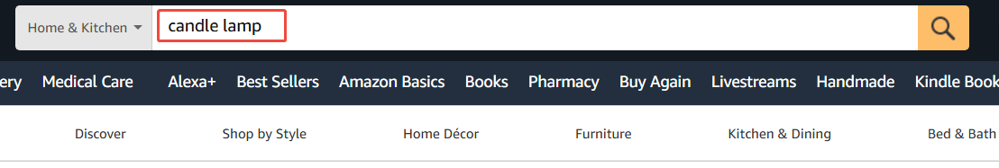 Home & Kitchen candle lamp
ery Medical Care Alexa+ Best Sellers Amazon Basics Books Pharmacy Buy Again Livestreams Handmade Kindle Book
Discover Shop by Style Home Décor Furniture Kitchen & Dining Bed & Bath